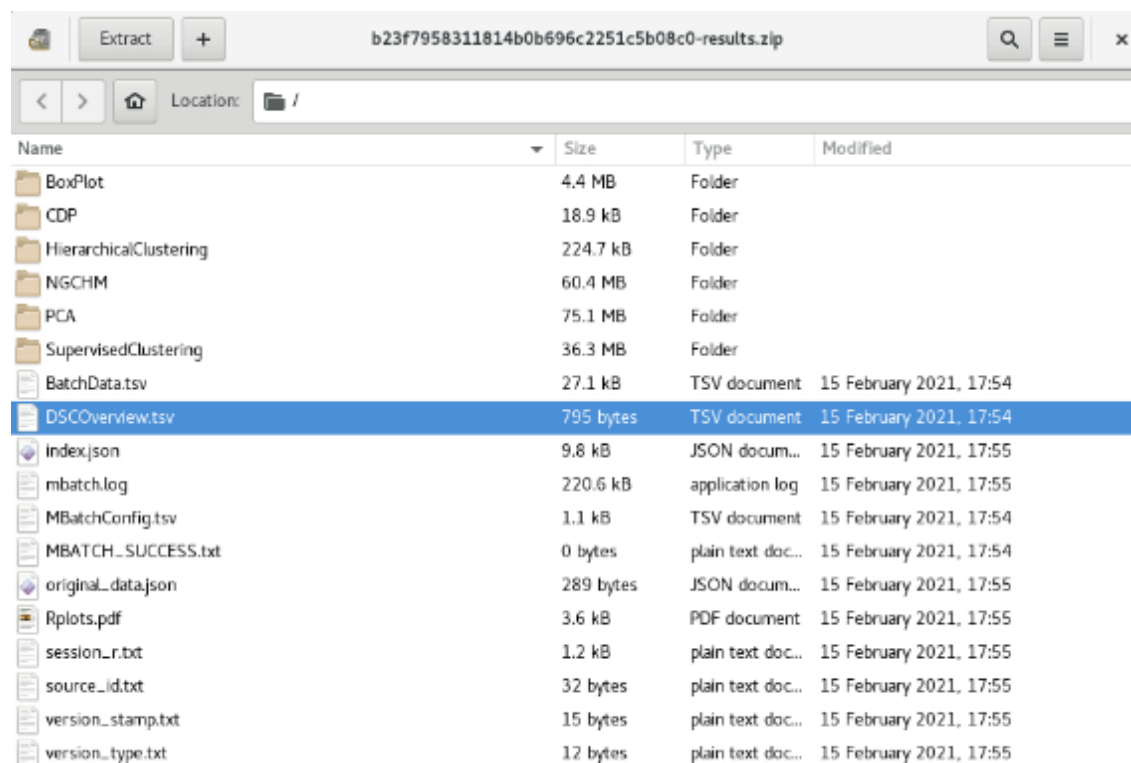 Extract + b23f7958311814b0b696c2251c5b08c0-results.zip ×
< > Location: /
Name Size Type Modified
BoxPlot 4.4 MB Folder
CDP 18.9 kB Folder
HierarchicalClustering 224.7 kB Folder
NGCHM 60.4 MB Folder
PCA 75.1 MB Folder
SupervisedClustering 36.3 MB Folder
BatchData.tsv 27.1 kB TSV document 15 February 2021, 17:54
DSCOverview.tsv 795 bytes TSV document 15 February 2021, 17:54
index.json 9.8 kB JSON docum... 15 February 2021, 17:55
mbatch.log 220.6 kB application log 15 February 2021, 17:55
MBatchConfig.tsv 1.1 kB TSV document 15 February 2021, 17:54
MBATCH_SUCCESS.txt 0 bytes plain text doc... 15 February 2021, 17:54
original_data.json 289 bytes JSON docum... 15 February 2021, 17:55
Rplots.pdf 3.6 kB PDF document 15 February 2021, 17:55
session_r.txt 1.2 kB plain text doc... 15 February 2021, 17:55
source_id.txt 32 bytes plain text doc... 15 February 2021, 17:55
version_stamp.txt 15 bytes plain text doc... 15 February 2021, 17:55
version_type.txt 12 bytes plain text doc... 15 February 2021, 17:55